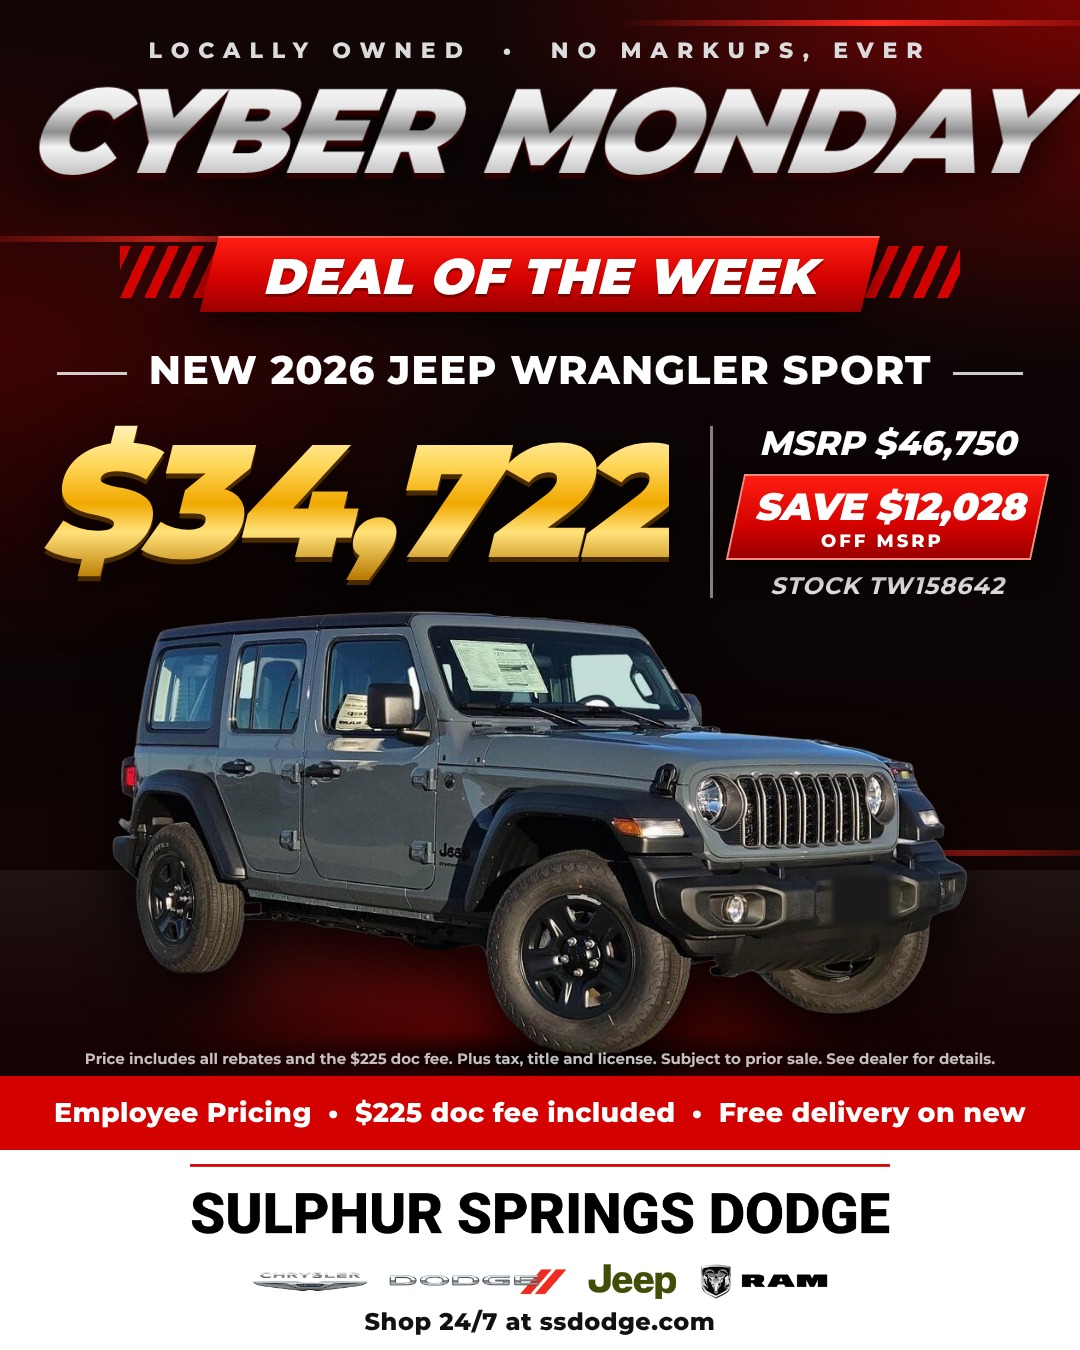 LOCALLY OWNED • NO MARKUPS, EVER
CYBER MONDAY
DEAL OF THE WEEK
NEW 2026 JEEP WRANGLER SPORT
$34,722
MSRP $46,750
SAVE $12,028
OFF MSRP
STOCK TW158642
Jeep
Price includes all rebates and the $225 doc fee. Plus tax, title and license. Subject to prior sale. See dealer for details.
Employee Pricing • $225 doc fee included • Free delivery on new
SULPHUR SPRINGS DODGE
CHRYSLER DODGE Jeep RAM
Shop 24/7 at ssdodge.com